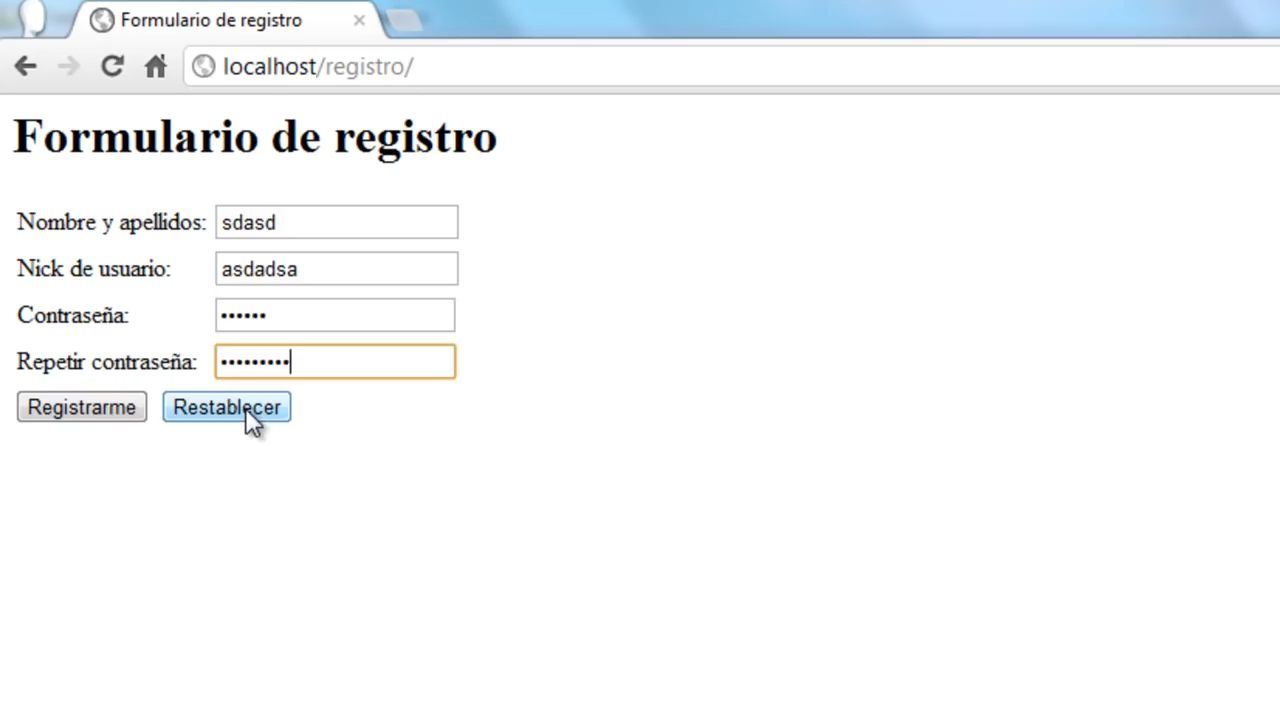 Formulario de registro
localhost/registro/
Formulario de registro
Nombre y apellidos: sdasd
Nick de usuario: asdadsa
Contraseña: ••••••
Repetir contraseña: •••••••••
Registrarme Restablecer